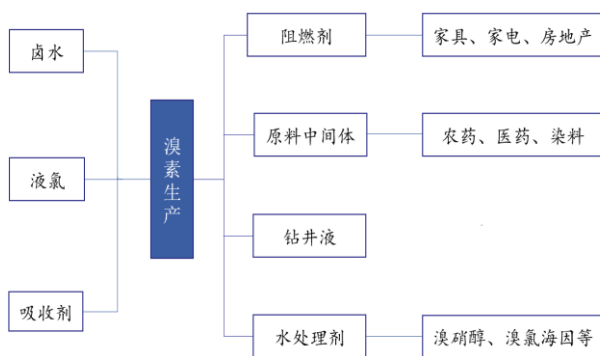 卤水
液氯
吸收剂
溴素生产
阻燃剂
家具、家电、房地产
原料中间体
农药、医药、染料
钻井液
水处理剂
溴硝醇、溴氯海因等